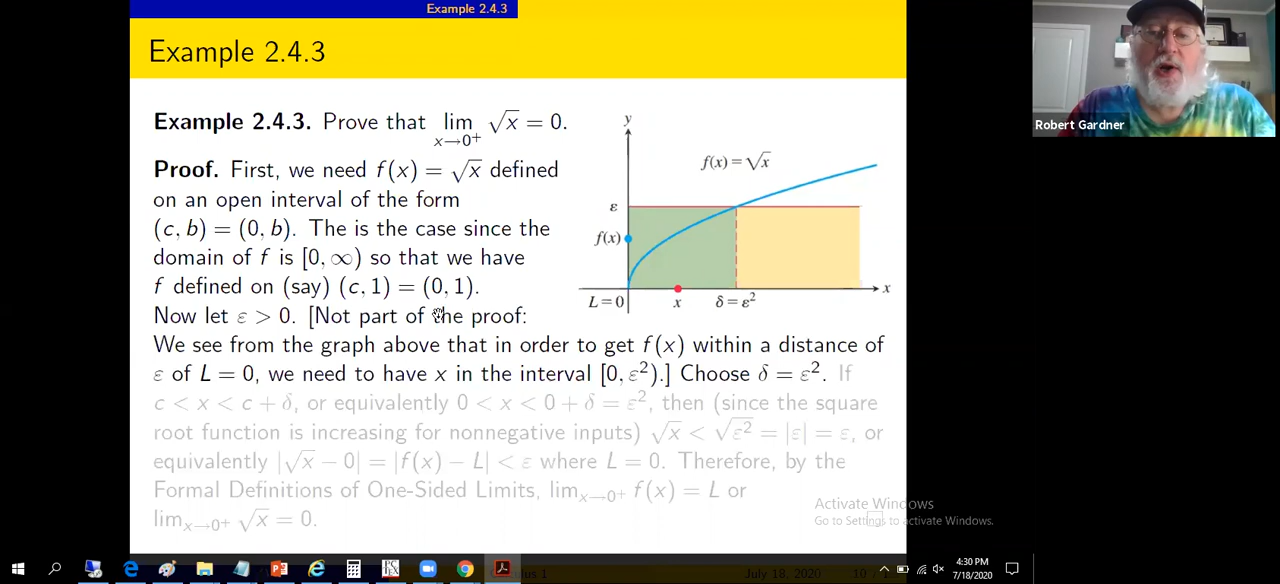 Example 2.4.3
Example 2.4.3
Example 2.4.3. Prove that lim x→0⁺ √x = 0.
Proof. First, we need f(x) = √x defined
on an open interval of the form
(c, b) = (0, b). The is the case since the
domain of f is [0, ∞) so that we have
f defined on (say) (c, 1) = (0, 1).
Now let ε > 0. [Not part of the proof:
We see from the graph above that in order to get f(x) within a distance of
ε of L = 0, we need to have x in the interval [0, ε²).] Choose δ = ε². If
c < x < c + δ, or equivalently 0 < x < 0 + δ = ε², then (since the square
root function is increasing for nonnegative inputs) √x < √ε² = |ε| = ε, or
equivalently |√x − 0| = |f(x) − L| < ε where L = 0. Therefore, by the
Formal Definitions of One-Sided Limits, limₓ→₀⁺ f(x) = L or
limₓ→₀⁺ √x = 0.
y
f(x) = √x
ε
f(x)
L = 0
x
δ = ε²
x
Robert Gardner
Activate Windows
Go to Settings to activate Windows.
July 18, 2020
4:30 PM
7/18/2020